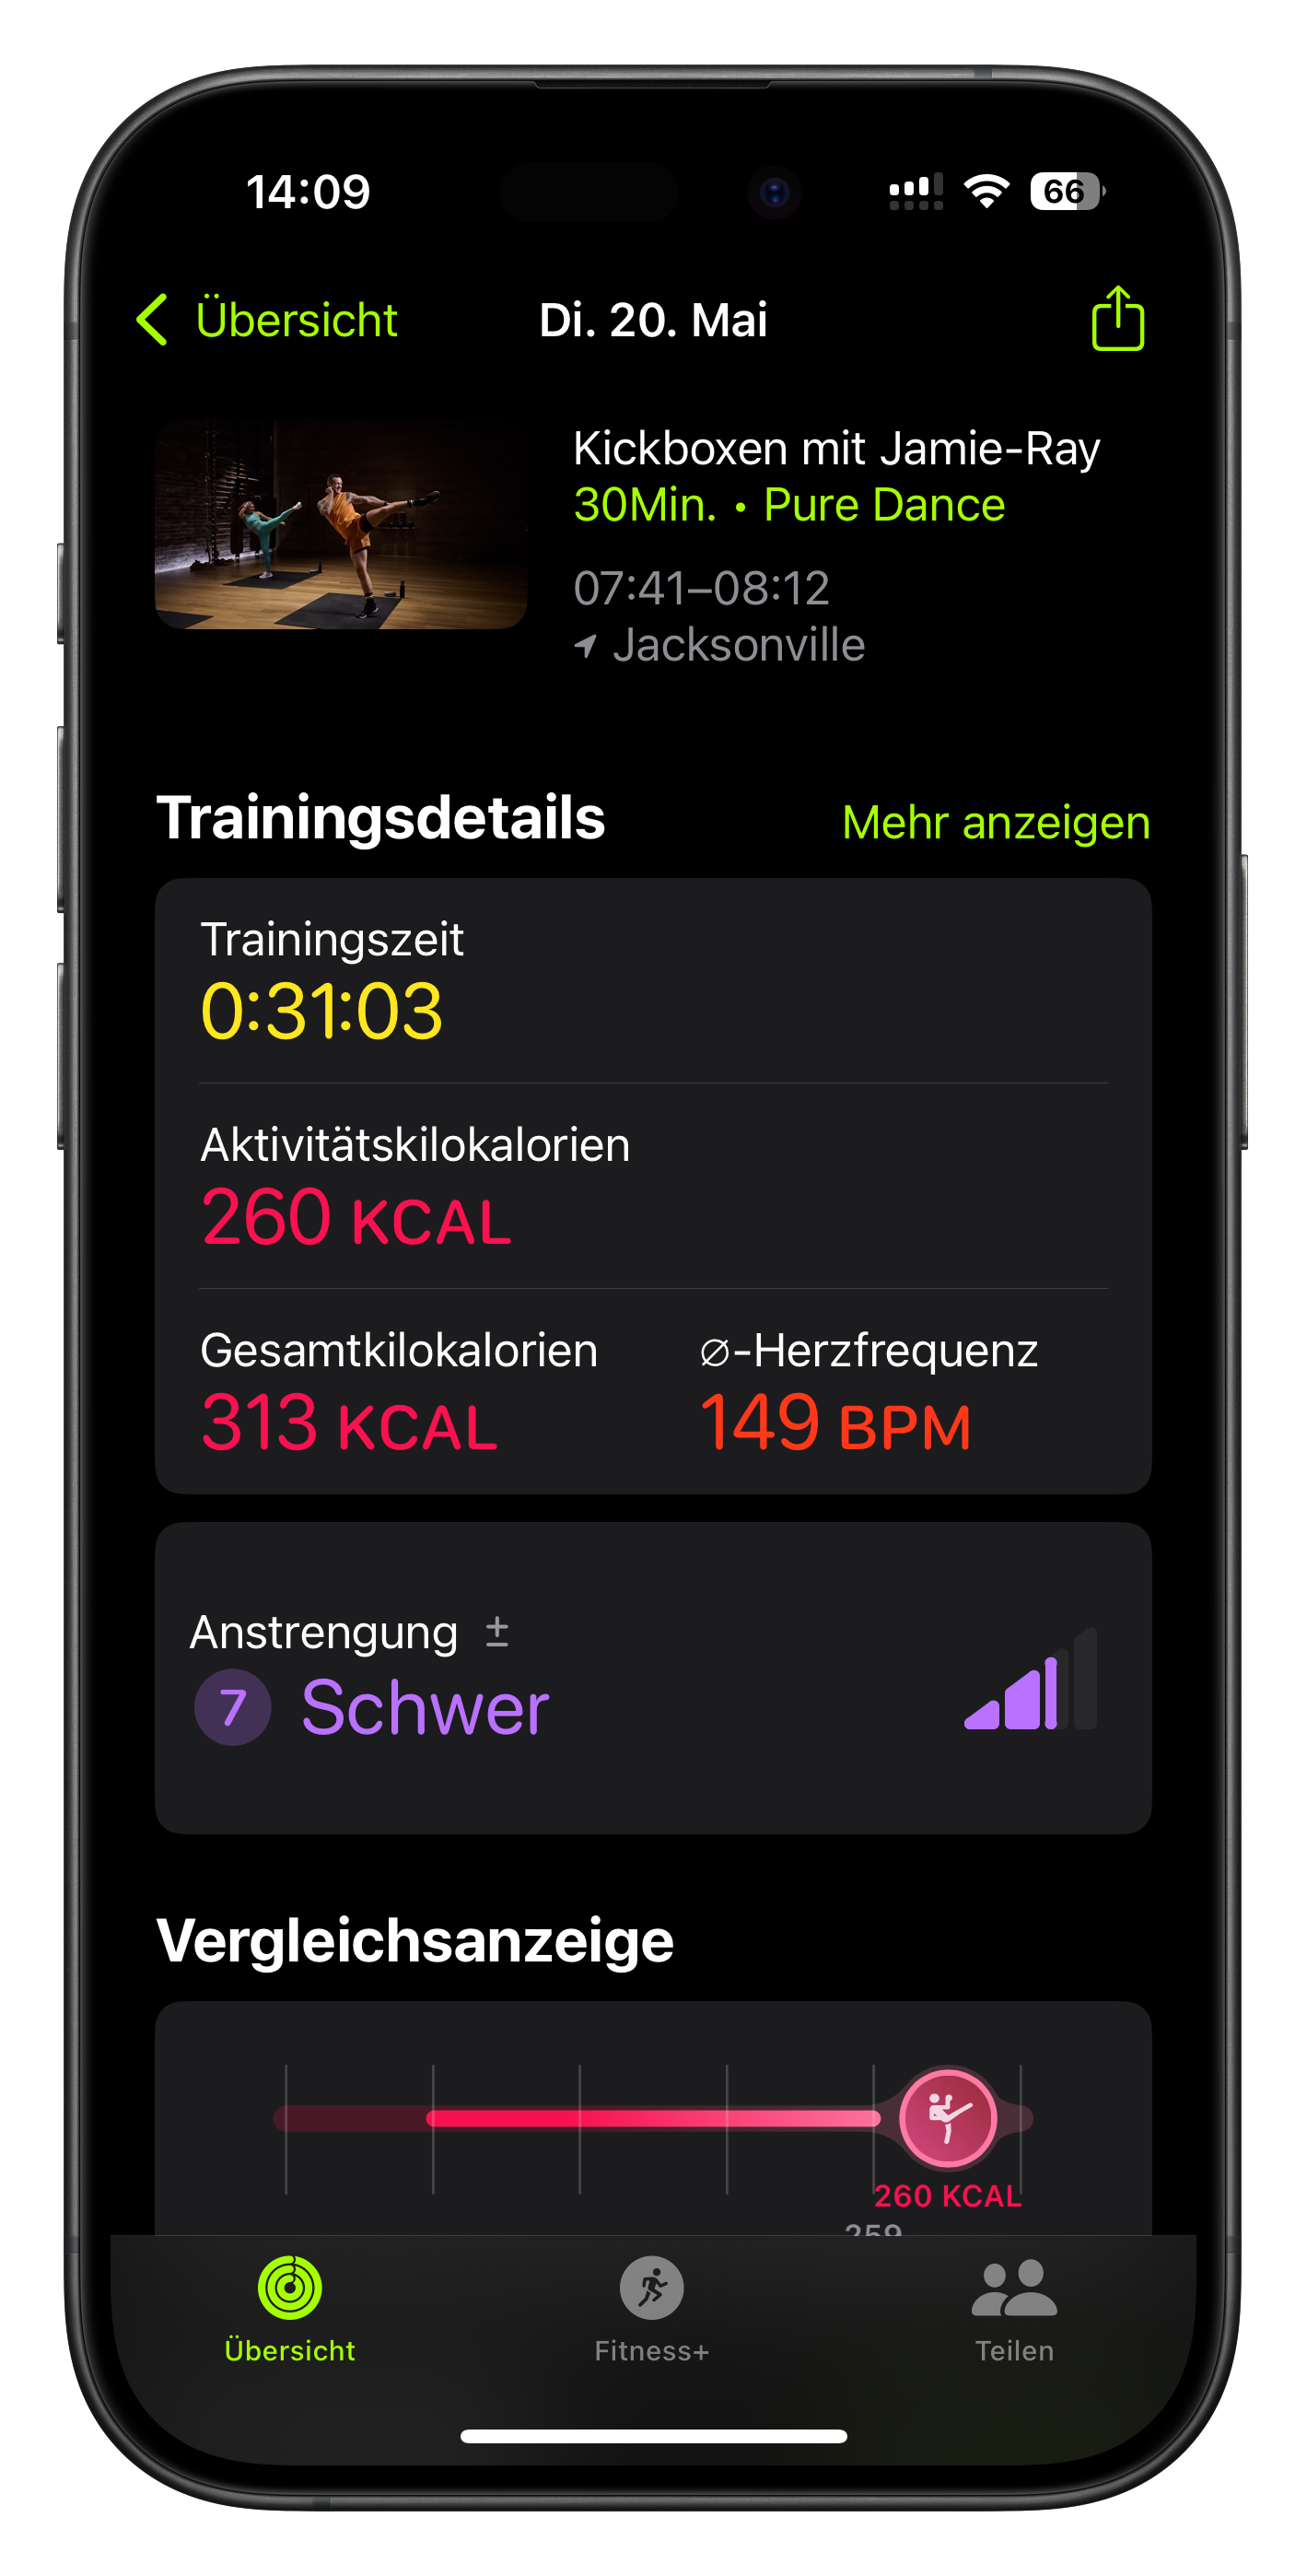 14:09
66
Übersicht
Di. 20. Mai
Kickboxen mit Jamie-Ray
30Min. • Pure Dance
07:41–08:12
Jacksonville
Trainingsdetails
Mehr anzeigen
Trainingszeit
0:31:03
Aktivitätskilokalorien
260 KCAL
Gesamtkilokalorien
313 KCAL
⌀-Herzfrequenz
149 BPM
Anstrengung ±
7 Schwer
Vergleichsanzeige
260 KCAL
Übersicht
Fitness+
Teilen